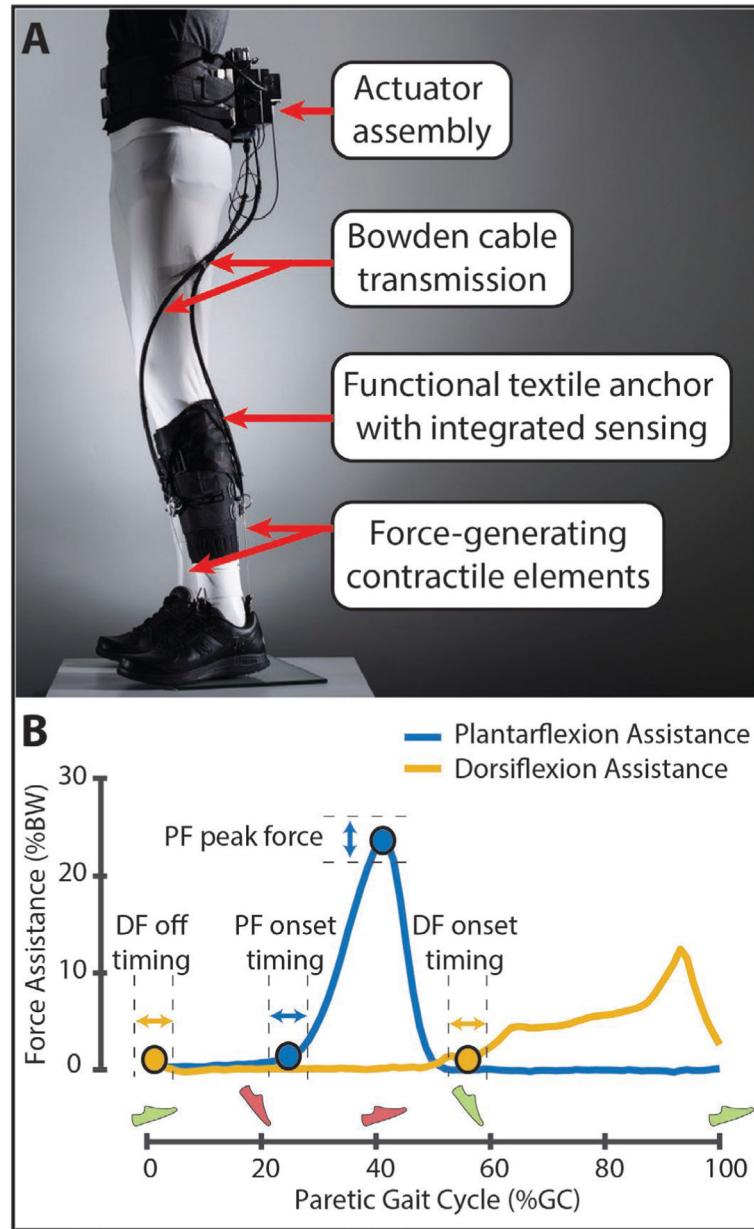 A
Actuator
assembly
Bowden cable
transmission
Functional textile anchor
with integrated sensing
Force-generating
contractile elements
B
Plantarflexion Assistance
Dorsiflexion Assistance
Force Assistance (%BW)
30
20
10
0
PF peak force
DF off
timing
PF onset
timing
DF onset
timing
0 20 40 60 80 100
Paretic Gait Cycle (%GC)